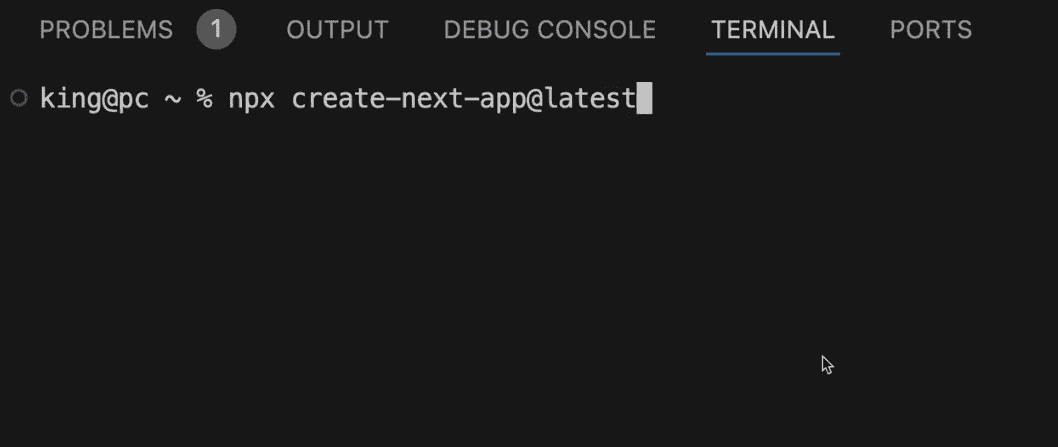 PROBLEMS 1 OUTPUT DEBUG CONSOLE TERMINAL PORTS
king@pc ~ % npx create-next-app@latest